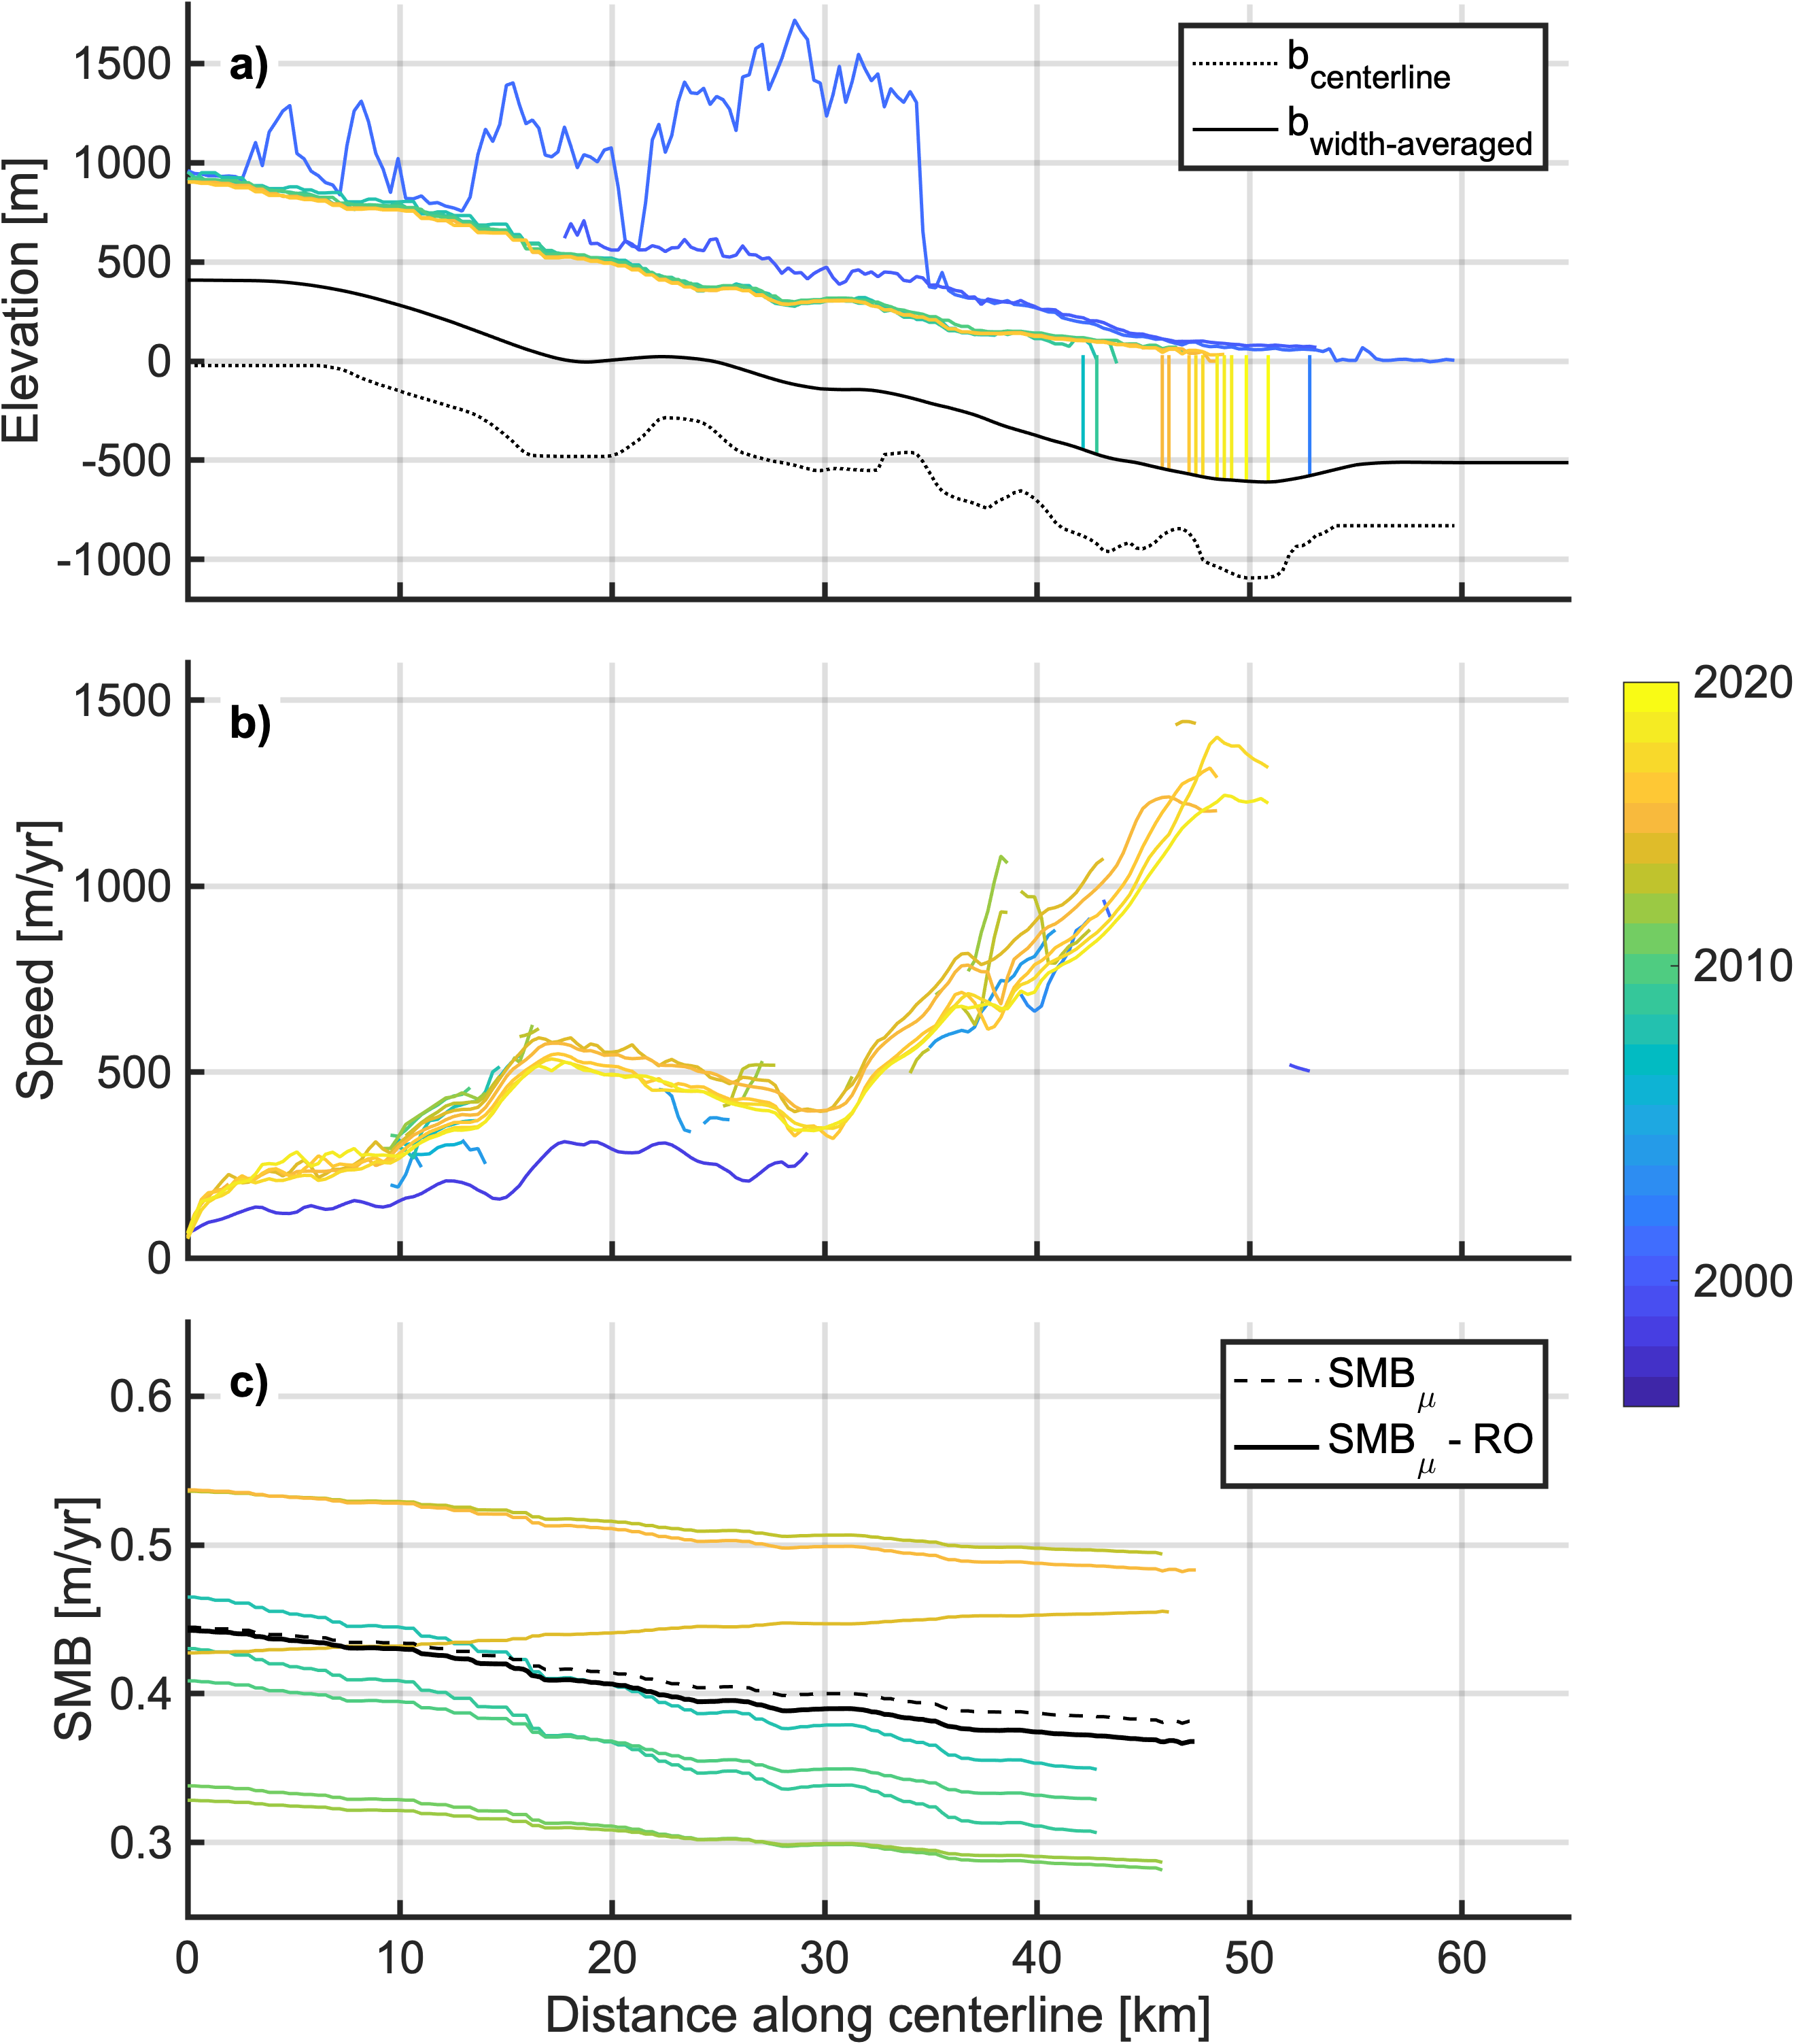 a)
1500
1000
500
0
-500
-1000
Elevation [m]
b centerline
b width-averaged
b)
1500
1000
500
0
Speed [m/yr]
2020
2010
2000
c)
0.6
0.5
0.4
0.3
SMB [m/yr]
SMB μ
SMB μ - RO
0 10 20 30 40 50 60
Distance along centerline [km]